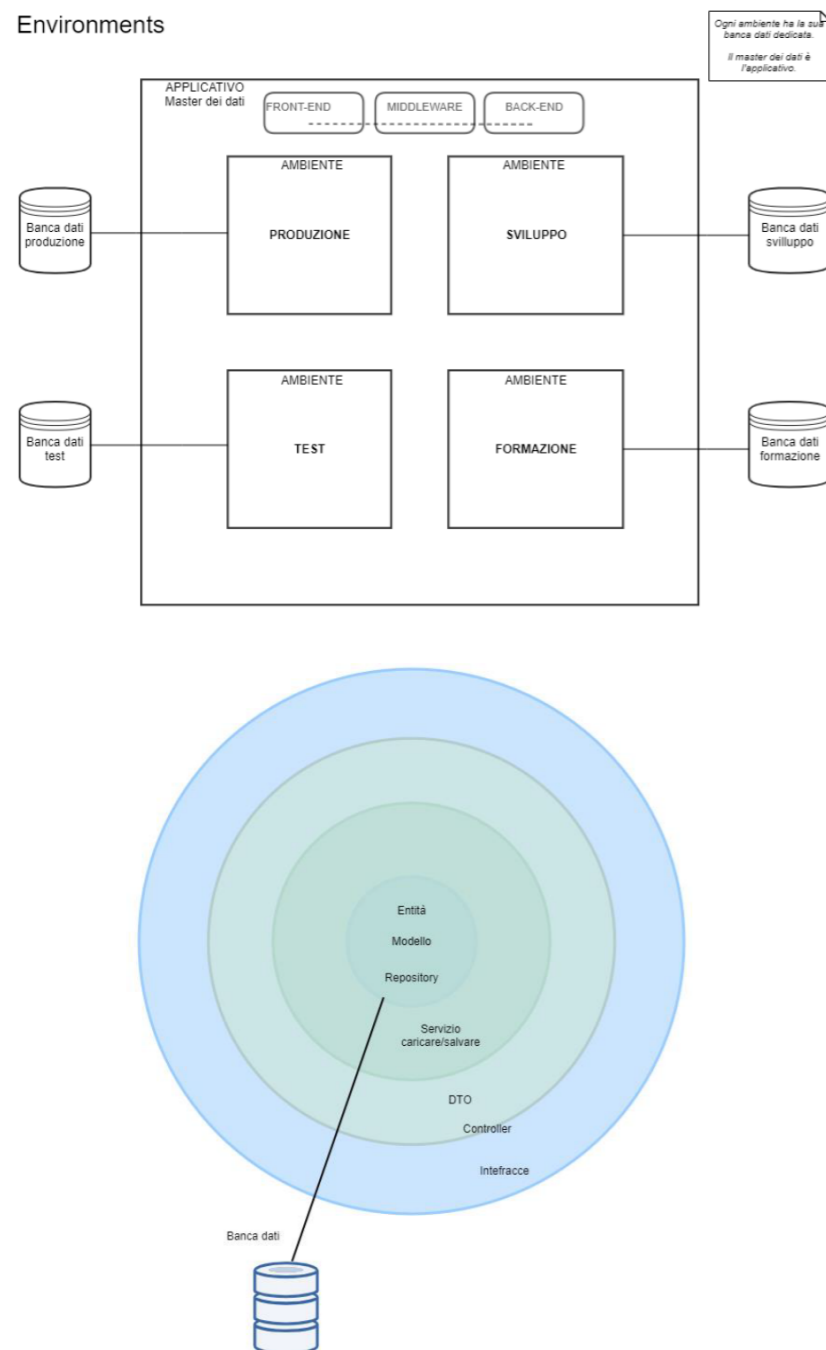 Environments
Ogni ambiente ha la sua
banca dati dedicata.
Il master dei dati è
l'applicativo.
APPLICATIVO
Master dei dati
FRONT-END
MIDDLEWARE
BACK-END
AMBIENTE
PRODUZIONE
AMBIENTE
SVILUPPO
Banca dati
produzione
Banca dati
svilluppo
AMBIENTE
TEST
AMBIENTE
FORMAZIONE
Banca dati
test
Banca dati
formazione
Entità
Modello
Repository
Servizio
caricare/salvare
DTO
Controller
Intefracce
Banca dati